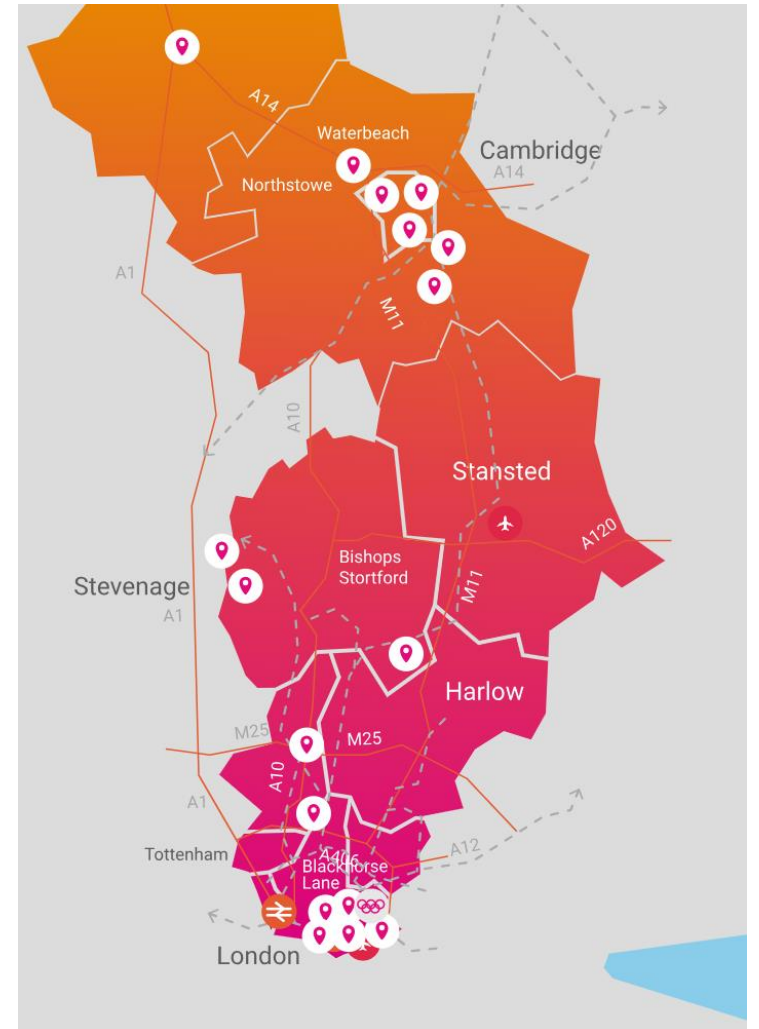 A14
Waterbeach
Cambridge
A14
Northstowe
A1
M11
A10
Stansted
A120
Bishops
Stortford
M11
Stevenage
A1
Harlow
M25
M25
A10
A1
A12
Tottenham
A406
Blackhorse
Lane
London